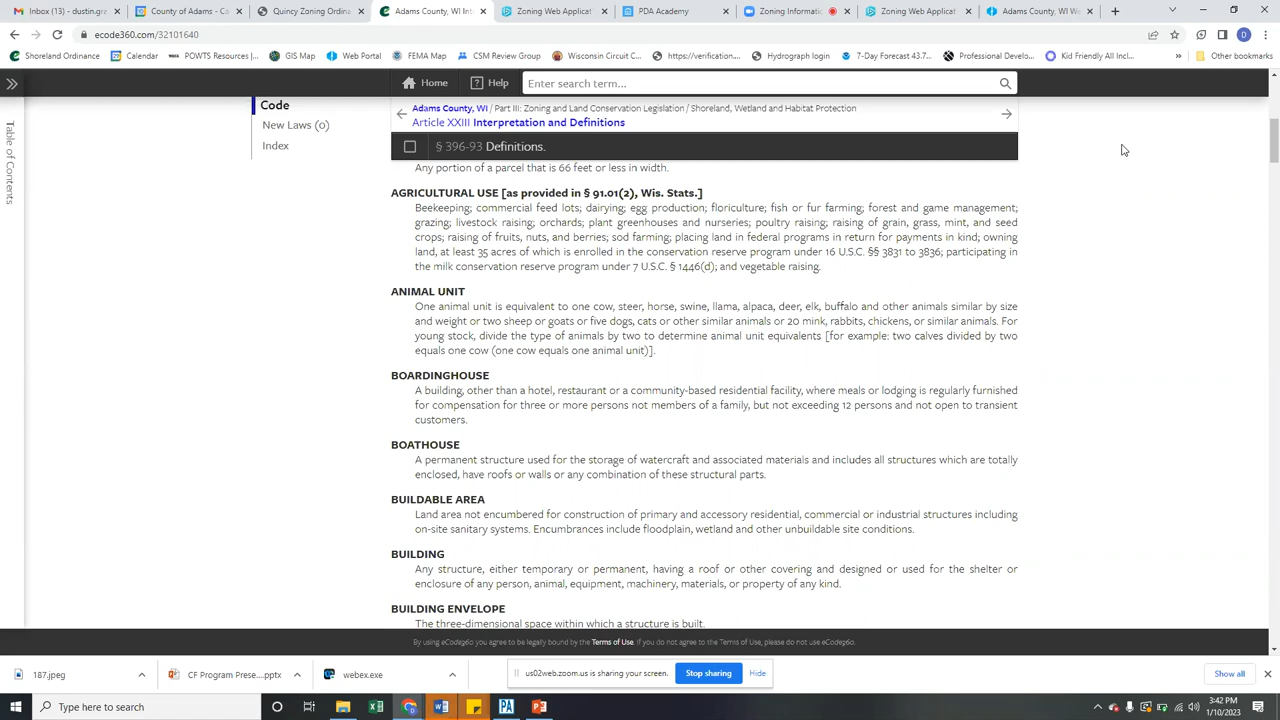 Inbox (13) - dustin.gra
County of Adams - Cal
Quincy Zoning Ordina
Adams County, WI Int
Zoning Web Applicati
PDA Academy
Zoning Informati
Zoning Web Applicat
Adams County, WI W
ecode360.com/32101640
Shoreland Ordinance
Calendar
POWTS Resources |...
GIS Map
Web Portal
FEMA Map
CSM Review Group
Wisconsin Circuit C...
https://verification...
Hydrograph login
7-Day Forecast 43.7...
Professional Develo...
Kid Friendly All Incl...
Other bookmarks
Home
Help
Enter search term...
Table of Contents
Code
New Laws (0)
Index
Adams County, WI / Part III: Zoning and Land Conservation Legislation / Shoreland, Wetland and Habitat Protection
Article XXIII Interpretation and Definitions
§ 396-93 Definitions.
Any portion of a parcel that is 66 feet or less in width.
AGRICULTURAL USE [as provided in § 91.01(2), Wis. Stats.]
Beekeeping; commercial feed lots; dairying; egg production; floriculture; fish or fur farming; forest and game management;
grazing; livestock raising; orchards; plant greenhouses and nurseries; poultry raising; raising of grain, grass, mint, and seed
crops; raising of fruits, nuts, and berries; sod farming; placing land in federal programs in return for payments in kind; owning
land, at least 35 acres of which is enrolled in the conservation reserve program under 16 U.S.C. §§ 3831 to 3836; participating in
the milk conservation reserve program under 7 U.S.C. § 1446(d); and vegetable raising.
ANIMAL UNIT
One animal unit is equivalent to one cow, steer, horse, swine, llama, alpaca, deer, elk, buffalo and other animals similar by size
and weight or two sheep or goats or five dogs, cats or other similar animals or 20 mink, rabbits, chickens, or similar animals. For
young stock, divide the type of animals by two to determine animal unit equivalents [for example: two calves divided by two
equals one cow (one cow equals one animal unit)].
BOARDINGHOUSE
A building, other than a hotel, restaurant or a community-based residential facility, where meals or lodging is regularly furnished
for compensation for three or more persons not members of a family, but not exceeding 12 persons and not open to transient
customers.
BOATHOUSE
A permanent structure used for the storage of watercraft and associated materials and includes all structures which are totally
enclosed, have roofs or walls or any combination of these structural parts.
BUILDABLE AREA
Land area not encumbered for construction of primary and accessory residential, commercial or industrial structures including
on-site sanitary systems. Encumbrances include floodplain, wetland and other unbuildable site conditions.
BUILDING
Any structure, either temporary or permanent, having a roof or other covering and designed or used for the shelter or
enclosure of any person, animal, equipment, machinery, materials, or property of any kind.
BUILDING ENVELOPE
The three-dimensional space within which a structure is built.
By using eCode360 you agree to be legally bound by the Terms of Use. If you do not agree to the Terms of Use, please do not use eCode360.
187.jpeg
CF Program Prese....pptx
webex.exe
us02web.zoom.us is sharing your screen.
Stop sharing
Hide
Show all
Type here to search
3:42 PM
1/10/2023